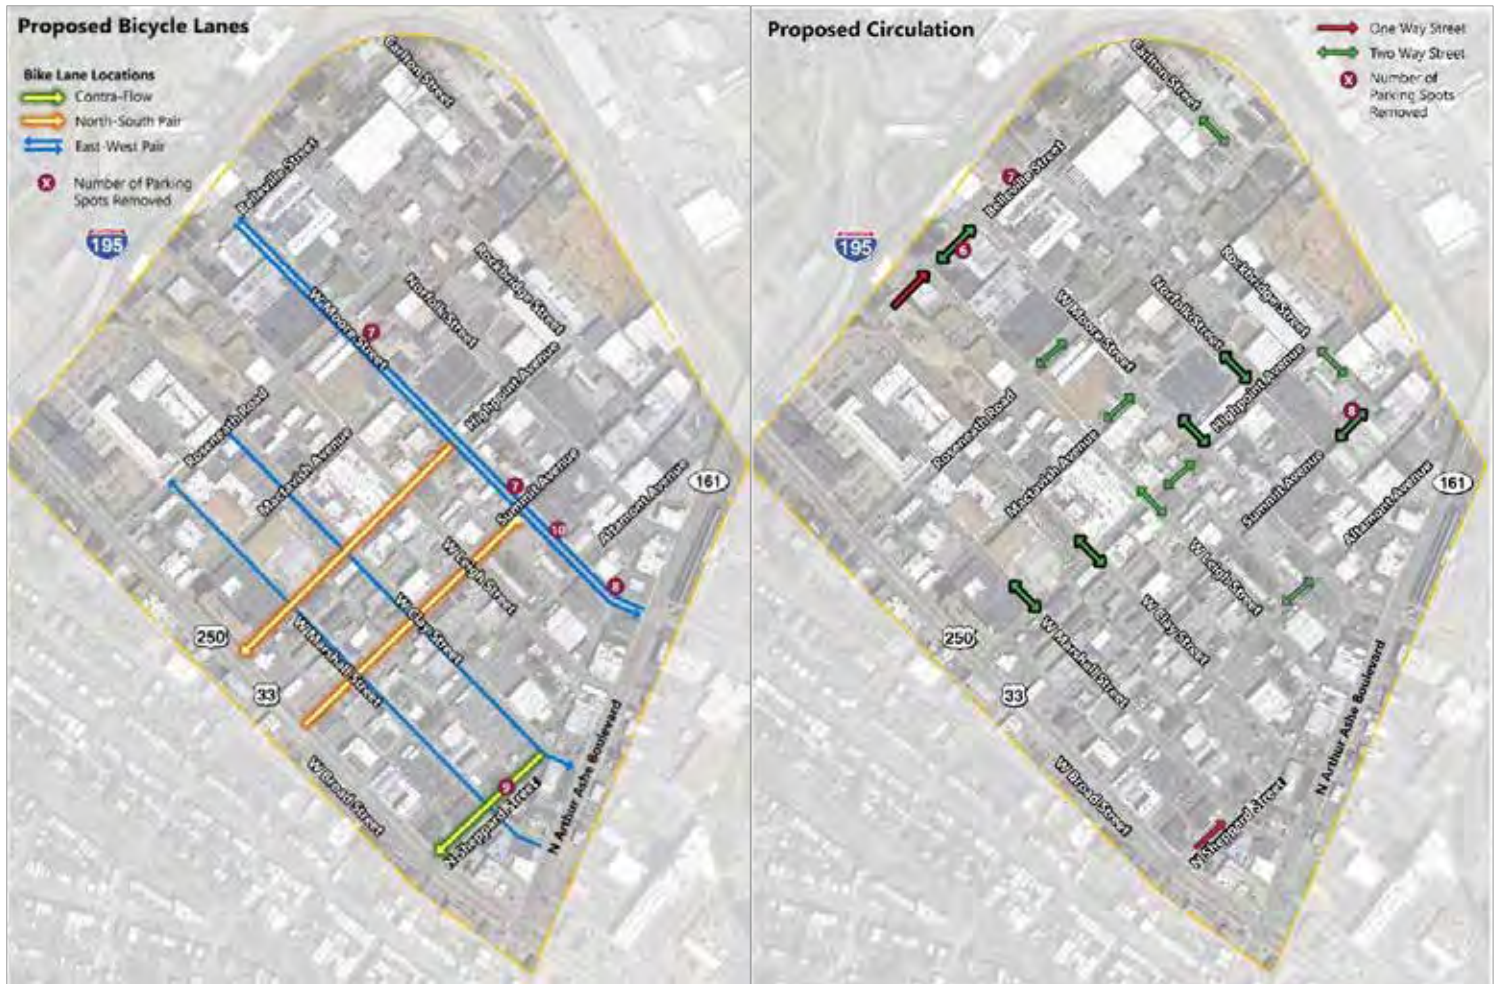 Proposed Bicycle Lanes
Bike Lane Locations
Contra-Flow
North-South Pair
East-West Pair
X
Number of Parking
Spots Removed
195
Earlton Street
Belleville Street
W Moore Street
7
Norfolk Street
Rockbridge Street
Highpoint Avenue
Roseneath Road
Mactavish Avenue
7
Summit Avenue
10
Altamont Avenue
161
8
W Leigh Street
W Clay Street
W Marshall Street
250
33
W Broad Street
9
N Sheppard Street
N Arthur Ashe Boulevard
Proposed Circulation
One Way Street
Two Way Street
X
Number of
Parking Spots
Removed
195
Earlton Street
7
Belleville Street
6
W Moore Street
Norfolk Street
Rockbridge Street
Highpoint Avenue
8
Roseneath Road
Mactavish Avenue
Summit Avenue
Altamont Avenue
161
W Leigh Street
W Clay Street
W Marshall Street
250
33
W Broad Street
N Sheppard Street
N Arthur Ashe Boulevard